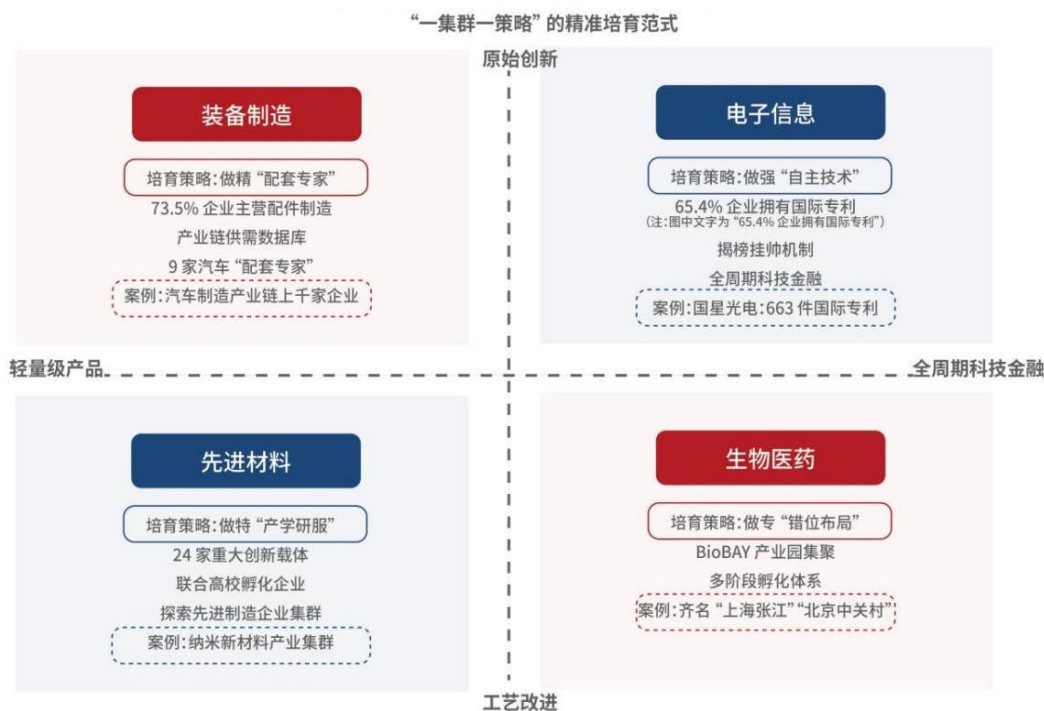 “一集群一策略”的精准培育范式
原始创新
装备制造
培育策略:做精“配套专家”
73.5% 企业主营配件制造
产业链供需数据库
9 家汽车“配套专家”
案例:汽车制造产业链上千家企业
电子信息
培育策略:做强“自主技术”
65.4% 企业拥有国际专利
(注:图中文字为“65.4% 企业拥有国际专利”)
揭榜挂帅机制
全周期科技金融
案例:国星光电:663 件国际专利
轻量级产品
全周期科技金融
先进材料
培育策略:做特“产学研服”
24 家重大创新载体
联合高校孵化企业
探索先进制造企业集群
案例:纳米新材料产业集群
生物医药
培育策略:做专“错位布局”
BioBAY 产业园集聚
多阶段孵化体系
案例:齐名“上海张江”“北京中关村”
工艺改进